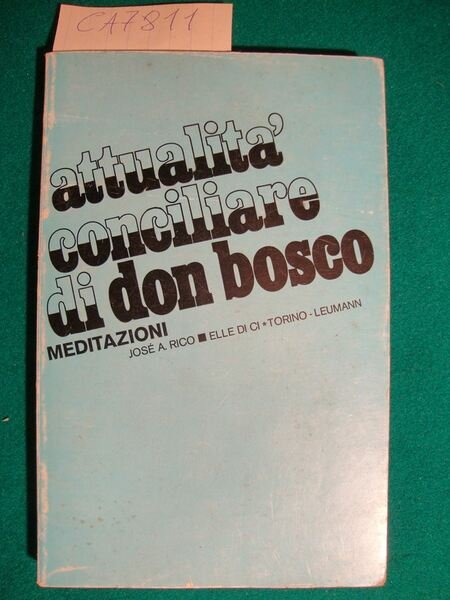 CA7811
attualita'
conciliare
di don bosco
MEDITAZIONI
JOSÉ A. RICO ■ ELLE DI CI * TORINO - LEUMANN